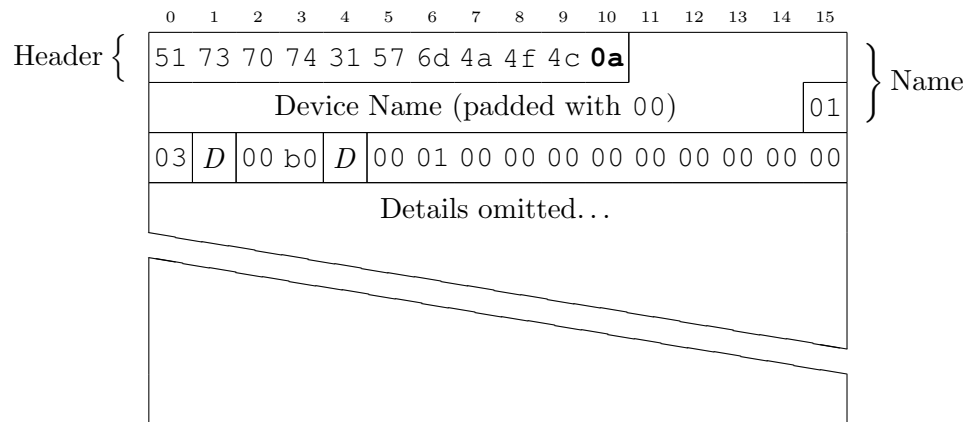 0 1 2 3 4 5 6 7 8 9 10 11 12 13 14 15
Header { 51 73 70 74 31 57 6d 4a 4f 4c 0a
} Name
Device Name (padded with 00) 01
03 D 00 b0 D 00 01 00 00 00 00 00 00 00 00 00
Details omitted...